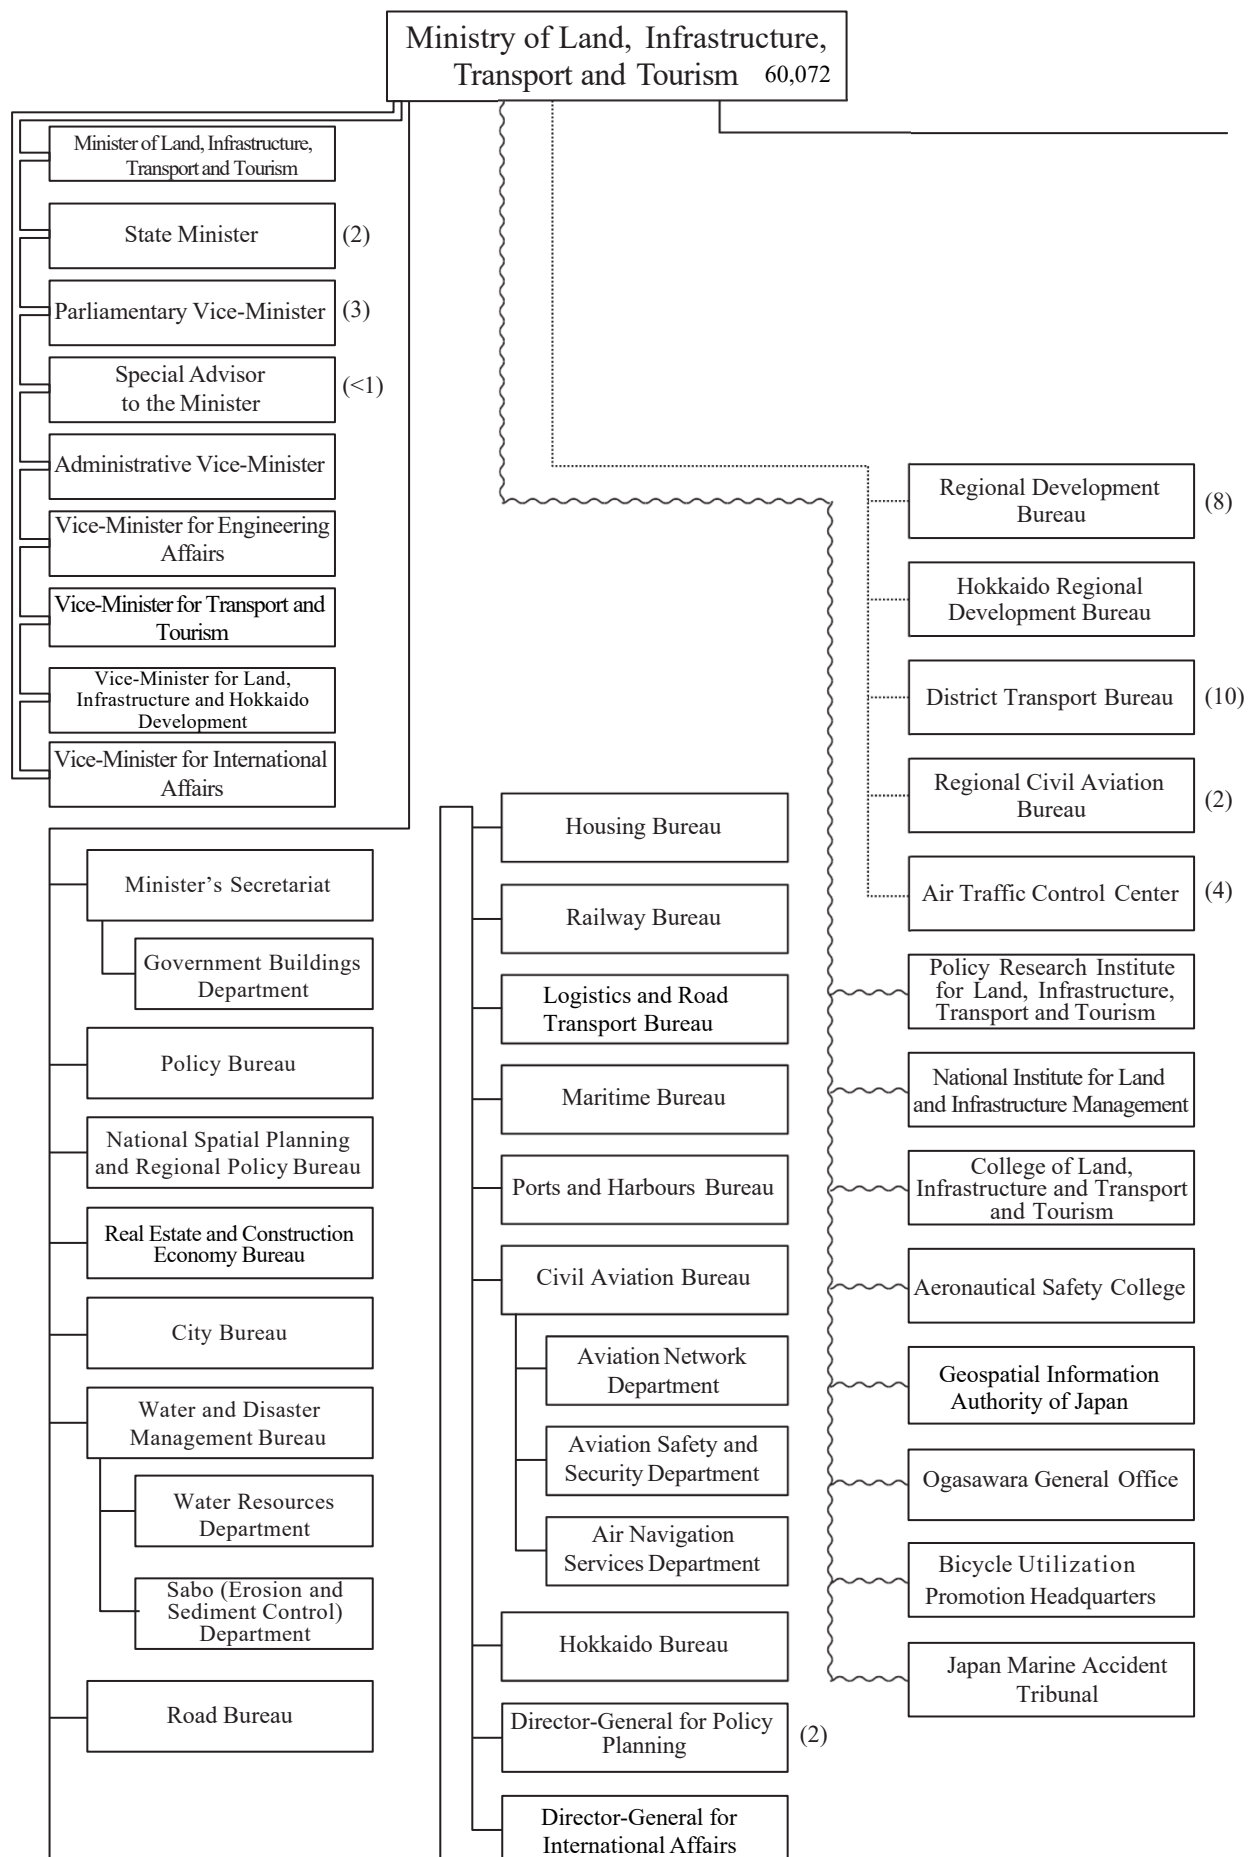 Ministry of Land, Infrastructure,
Transport and Tourism 60,072
Minister of Land, Infrastructure,
Transport and Tourism
State Minister (2)
Parliamentary Vice-Minister (3)
Special Advisor
to the Minister
(<1)
Administrative Vice-Minister
Vice-Minister for Engineering
Affairs
Vice-Minister for Transport and
Tourism
Vice-Minister for Land,
Infrastructure and Hokkaido
Development
Vice-Minister for International
Affairs
Minister’s Secretariat
Government Buildings
Department
Policy Bureau
National Spatial Planning
and Regional Policy Bureau
Real Estate and Construction
Economy Bureau
City Bureau
Water and Disaster
Management Bureau
Water Resources
Department
Sabo (Erosion and
Sediment Control)
Department
Road Bureau
Housing Bureau
Railway Bureau
Logistics and Road
Transport Bureau
Maritime Bureau
Ports and Harbours Bureau
Civil Aviation Bureau
Aviation Network
Department
Aviation Safety and
Security Department
Air Navigation
Services Department
Hokkaido Bureau
Director-General for Policy
Planning
(2)
Director-General for
International Affairs
Regional Development
Bureau
(8)
Hokkaido Regional
Development Bureau
District Transport Bureau (10)
Regional Civil Aviation
Bureau
(2)
Air Traffic Control Center (4)
Policy Research Institute
for Land, Infrastructure,
Transport and Tourism
National Institute for Land
and Infrastructure Management
College of Land,
Infrastructure and Transport
and Tourism
Aeronautical Safety College
Geospatial Information
Authority of Japan
Ogasawara General Office
Bicycle Utilization
Promotion Headquarters
Japan Marine Accident
Tribunal